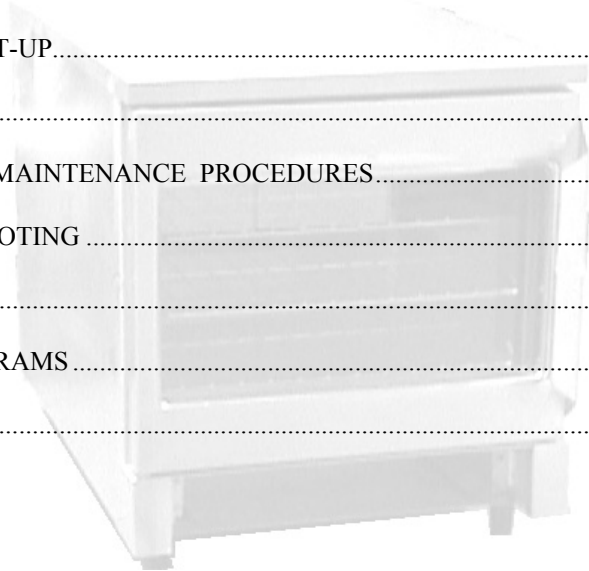 T-UP................................................................................
................................................................................
MAINTENANCE PROCEDURES................................
OTING ................................................................................
................................................................................
RAMS ................................................................................
................................................................................